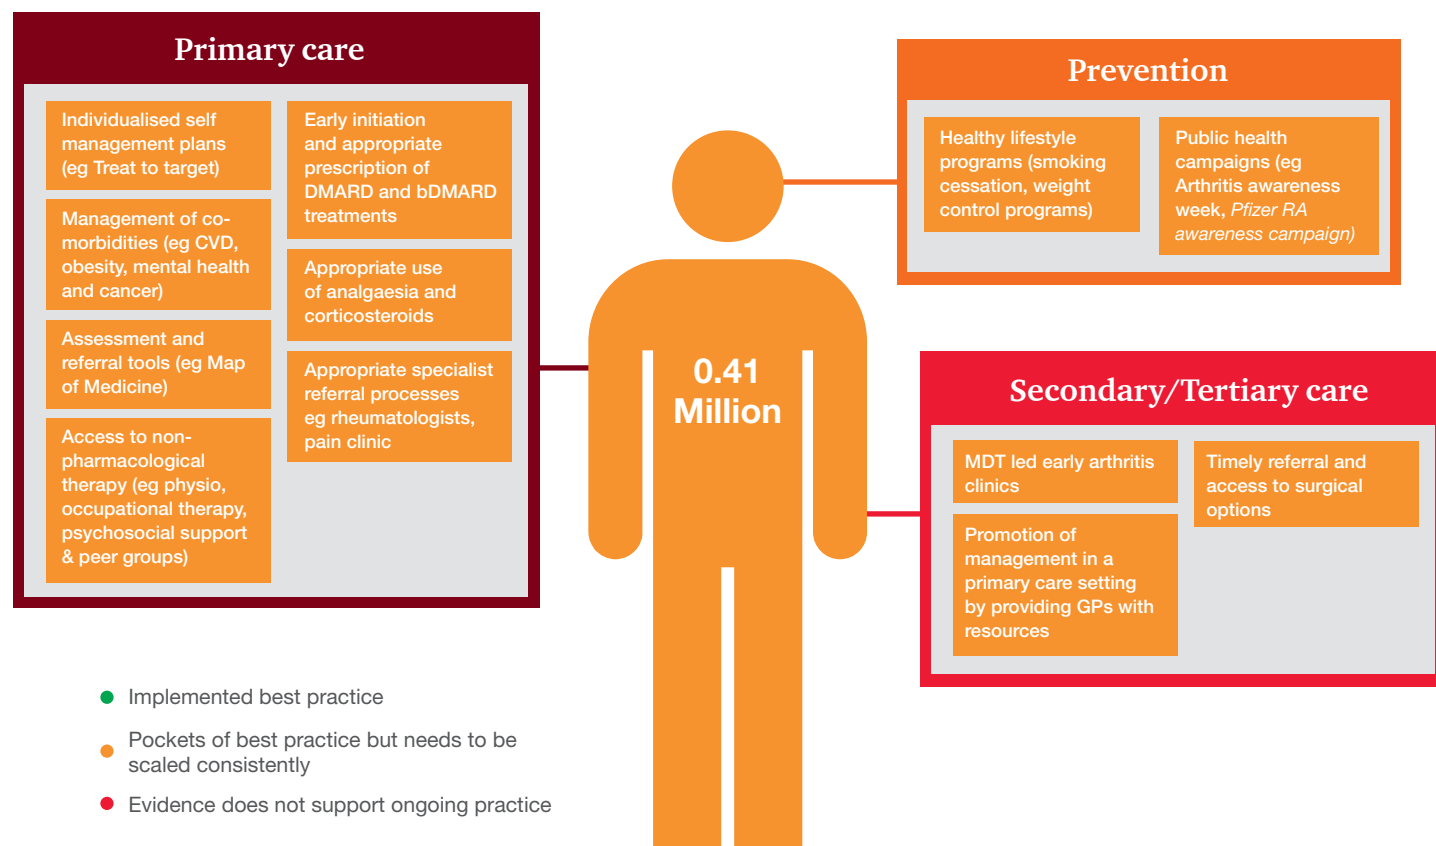 Primary care
Individualised self
management plans
(eg Treat to target)
Management of co-
morbidities (eg CVD,
obesity, mental health
and cancer)
Assessment and
referral tools (eg Map
of Medicine)
Access to non-
pharmacological
therapy (eg physio,
occupational therapy,
psychosocial support
& peer groups)
Early initiation
and appropriate
prescription of
DMARD and bDMARD
treatments
Appropriate use
of analgaesia and
corticosteroids
Appropriate specialist
referral processes
eg rheumatologists,
pain clinic
0.41
Million
Prevention
Healthy lifestyle
programs (smoking
cessation, weight
control programs)
Public health
campaigns (eg
Arthritis awareness
week, Pfizer RA
awareness campaign)
Secondary/Tertiary care
MDT led early arthritis
clinics
Promotion of
management in a
primary care setting
by providing GPs with
resources
Timely referral and
access to surgical
options
Implemented best practice
Pockets of best practice but needs to be
scaled consistently
Evidence does not support ongoing practice